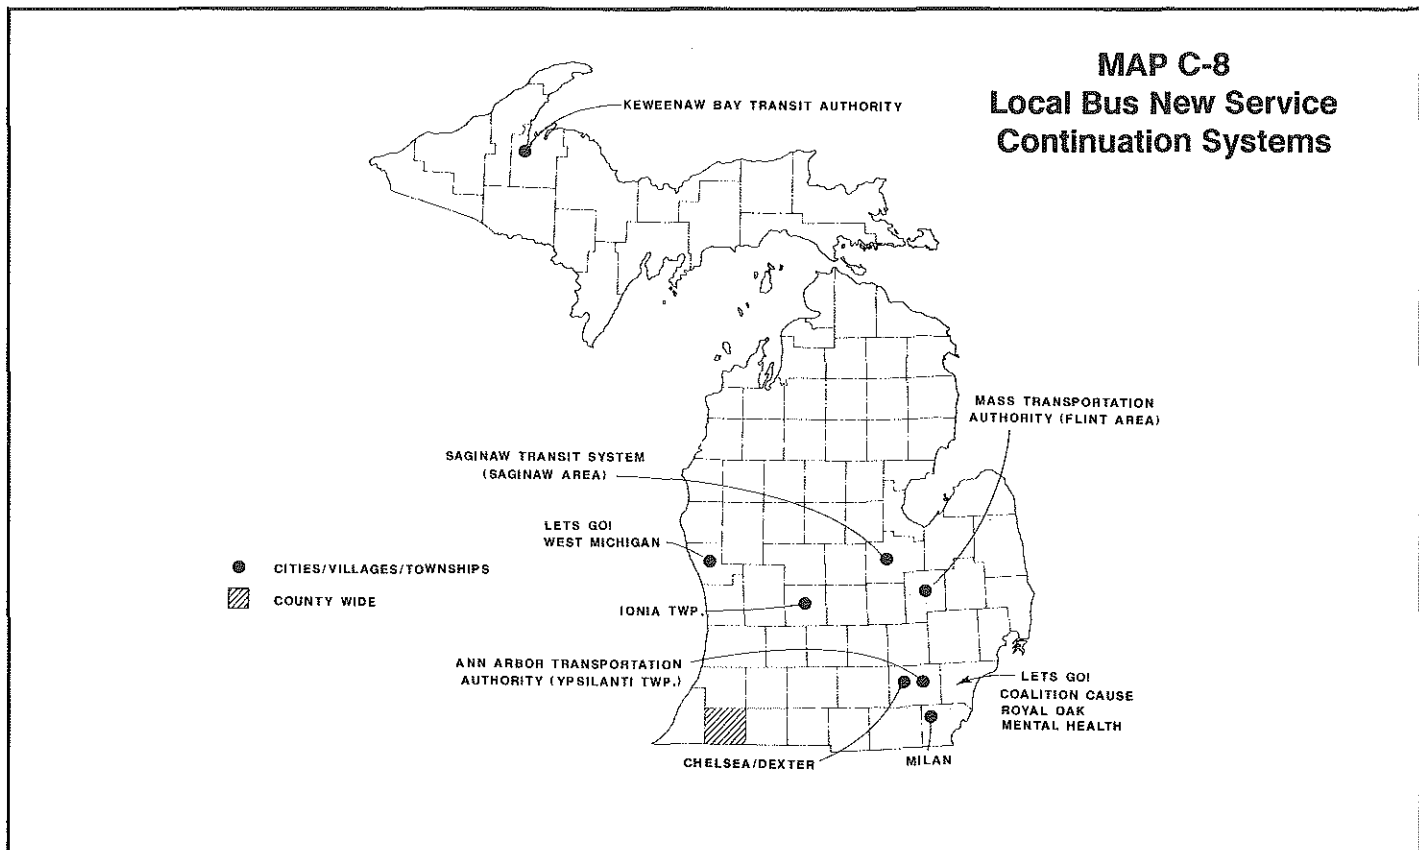 MAP C-8
Local Bus New Service
Continuation Systems
KEWEENAW BAY TRANSIT AUTHORITY
MASS TRANSPORTATION
AUTHORITY (FLINT AREA)
SAGINAW TRANSIT SYSTEM
(SAGINAW AREA)
LETS GO!
WEST MICHIGAN
CITIES/VILLAGES/TOWNSHIPS
COUNTY WIDE
IONIA TWP.
ANN ARBOR TRANSPORTATION
AUTHORITY (YPSILANTI TWP.)
LETS GO!
COALITION CAUSE
ROYAL OAK
MENTAL HEALTH
CHELSEA/DEXTER
MILAN